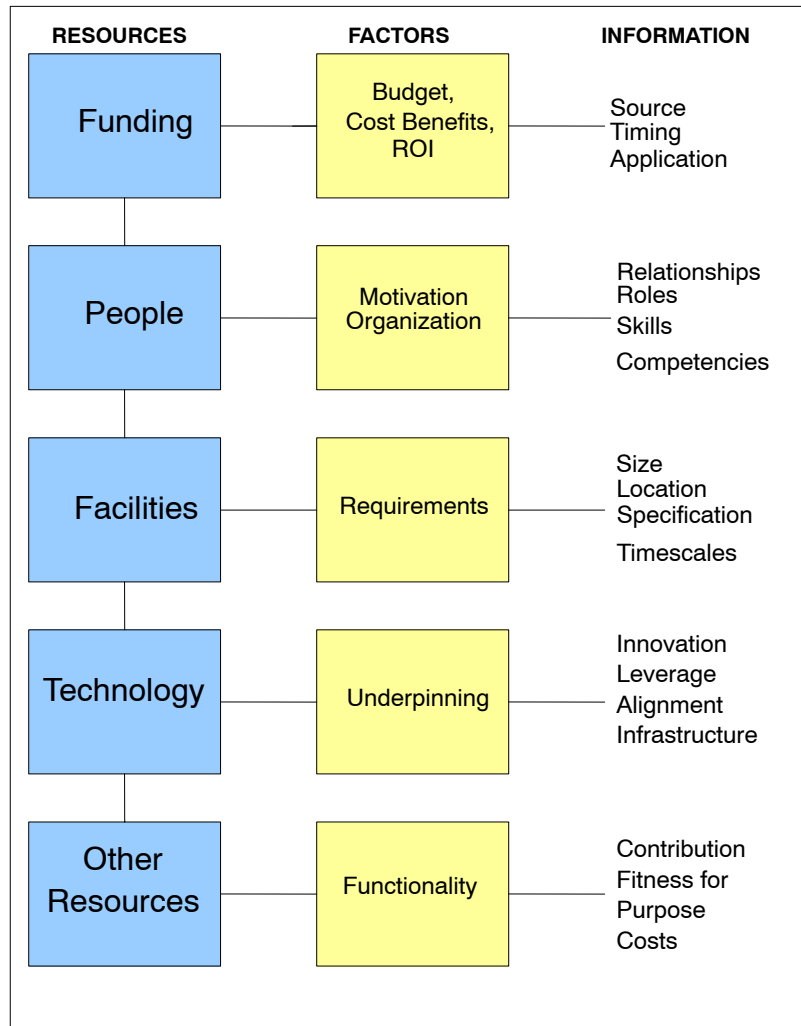 RESOURCES
FACTORS
INFORMATION
Funding
Budget,
Cost Benefits,
ROI
Source
Timing
Application
People
Motivation
Organization
Relationships
Roles
Skills
Competencies
Facilities
Requirements
Size
Location
Specification
Timescales
Technology
Underpinning
Innovation
Leverage
Alignment
Infrastructure
Other
Resources
Functionality
Contribution
Fitness for
Purpose
Costs